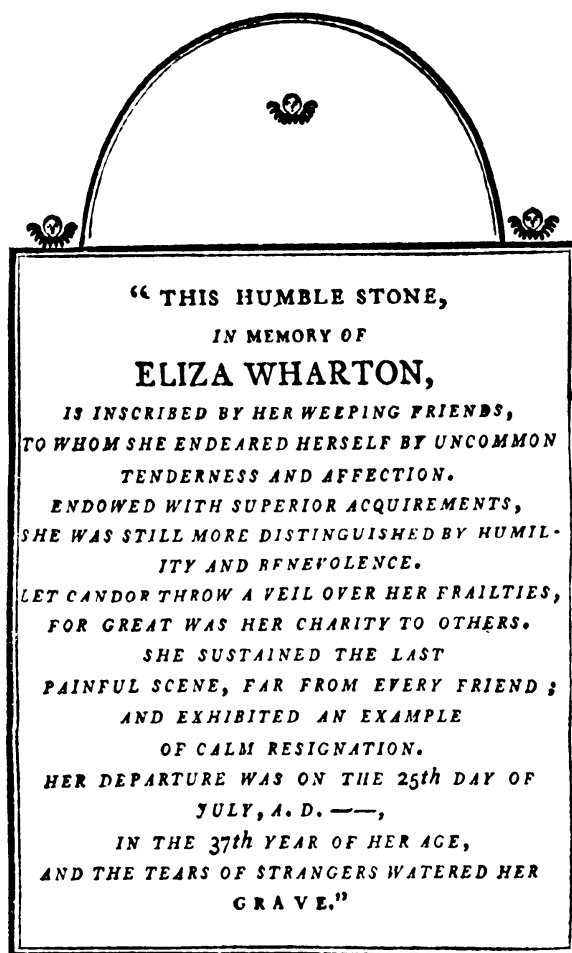 “ THIS HUMBLE STONE,
IN MEMORY OF
ELIZA WHARTON,
IS INSCRIBED BY HER WEEPING FRIENDS,
TO WHOM SHE ENDEARED HERSELF BY UNCOMMON
TENDERNESS AND AFFECTION.
ENDOWED WITH SUPERIOR ACQUIREMENTS,
SHE WAS STILL MORE DISTINGUISHED BY HUMIL-
ITY AND BENEVOLENCE.
LET CANDOR THROW A VEIL OVER HER FRAILTIES,
FOR GREAT WAS HER CHARITY TO OTHERS.
SHE SUSTAINED THE LAST
PAINFUL SCENE, FAR FROM EVERY FRIEND ;
AND EXHIBITED AN EXAMPLE
OF CALM RESIGNATION.
HER DEPARTURE WAS ON THE 25th DAY OF
JULY, A. D. ——,
IN THE 37th YEAR OF HER AGE,
AND THE TEARS OF STRANGERS WATERED HER
GRAVE.”